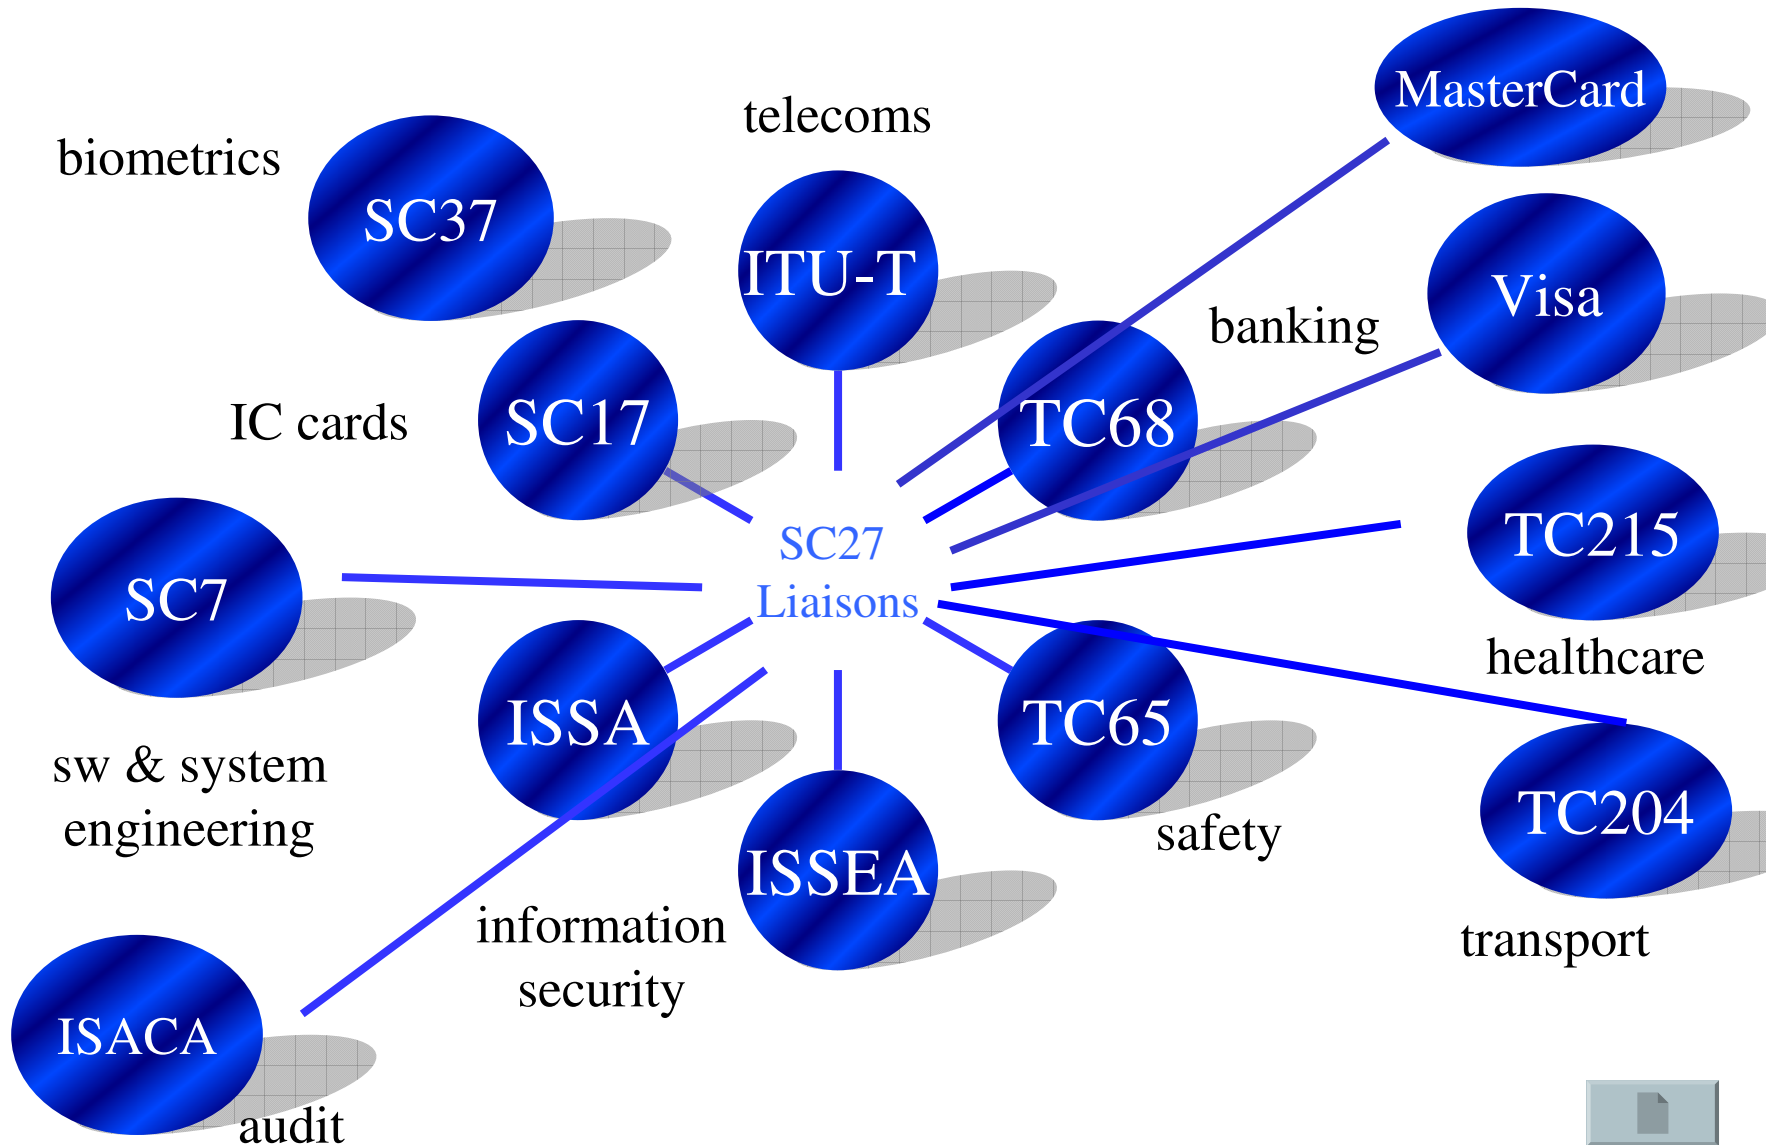 MasterCard
telecoms
biometrics
SC37
ITU-T
Visa
banking
IC cards
SC17
TC68
SC27
Liaisons
TC215
SC7
healthcare
ISSA
TC65
sw & system
engineering
TC204
safety
ISSEA
information
security
transport
ISACA
audit